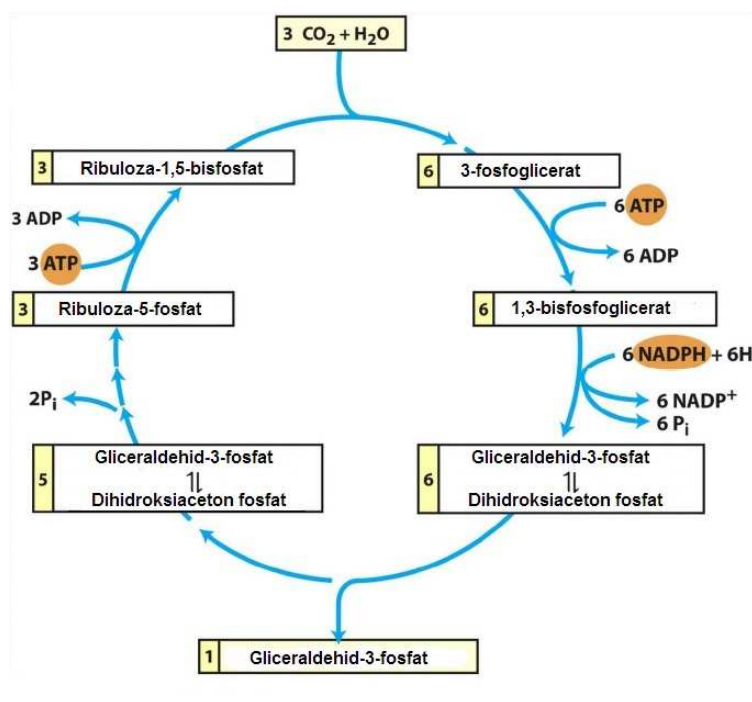 3 CO₂ + H₂O
3 Ribuloza-1,5-bisfosfat
6 3-fosfoglicerat
3 ADP
3 ATP
6 ATP
6 ADP
3 Ribuloza-5-fosfat
6 1,3-bisfosfoglicerat
6 NADPH + 6H
2Pi
6 NADP⁺
6 Pi
5 Gliceraldehid-3-fosfat
⇌
Dihidroksiaceton fosfat
6 Gliceraldehid-3-fosfat
⇌
Dihidroksiaceton fosfat
1 Gliceraldehid-3-fosfat